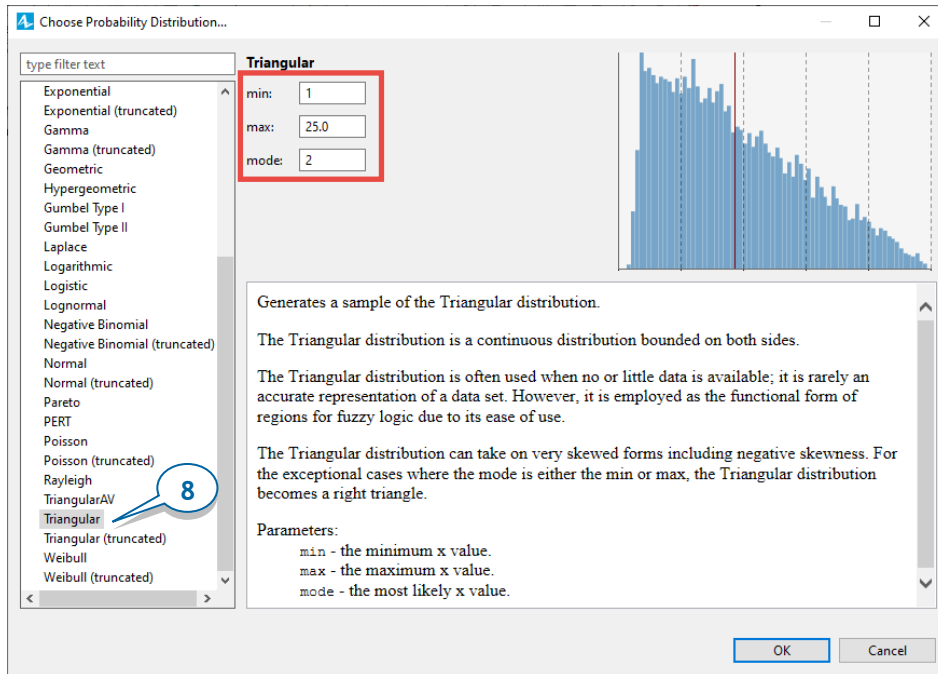 Choose Probability Distribution...
type filter text
Exponential
Exponential (truncated)
Gamma
Gamma (truncated)
Geometric
Hypergeometric
Gumbel Type I
Gumbel Type II
Laplace
Logarithmic
Logistic
Lognormal
Negative Binomial
Negative Binomial (truncated)
Normal
Normal (truncated)
Pareto
PERT
Poisson
Poisson (truncated)
Rayleigh
TriangularAV
Triangular
Triangular (truncated)
Weibull
Weibull (truncated)
8
Triangular
min: 1
max: 25.0
mode: 2
Generates a sample of the Triangular distribution.
The Triangular distribution is a continuous distribution bounded on both sides.
The Triangular distribution is often used when no or little data is available; it is rarely an
accurate representation of a data set. However, it is employed as the functional form of
regions for fuzzy logic due to its ease of use.
The Triangular distribution can take on very skewed forms including negative skewness. For
the exceptional cases where the mode is either the min or max, the Triangular distribution
becomes a right triangle.
Parameters:
min - the minimum x value.
max - the maximum x value.
mode - the most likely x value.
OK
Cancel